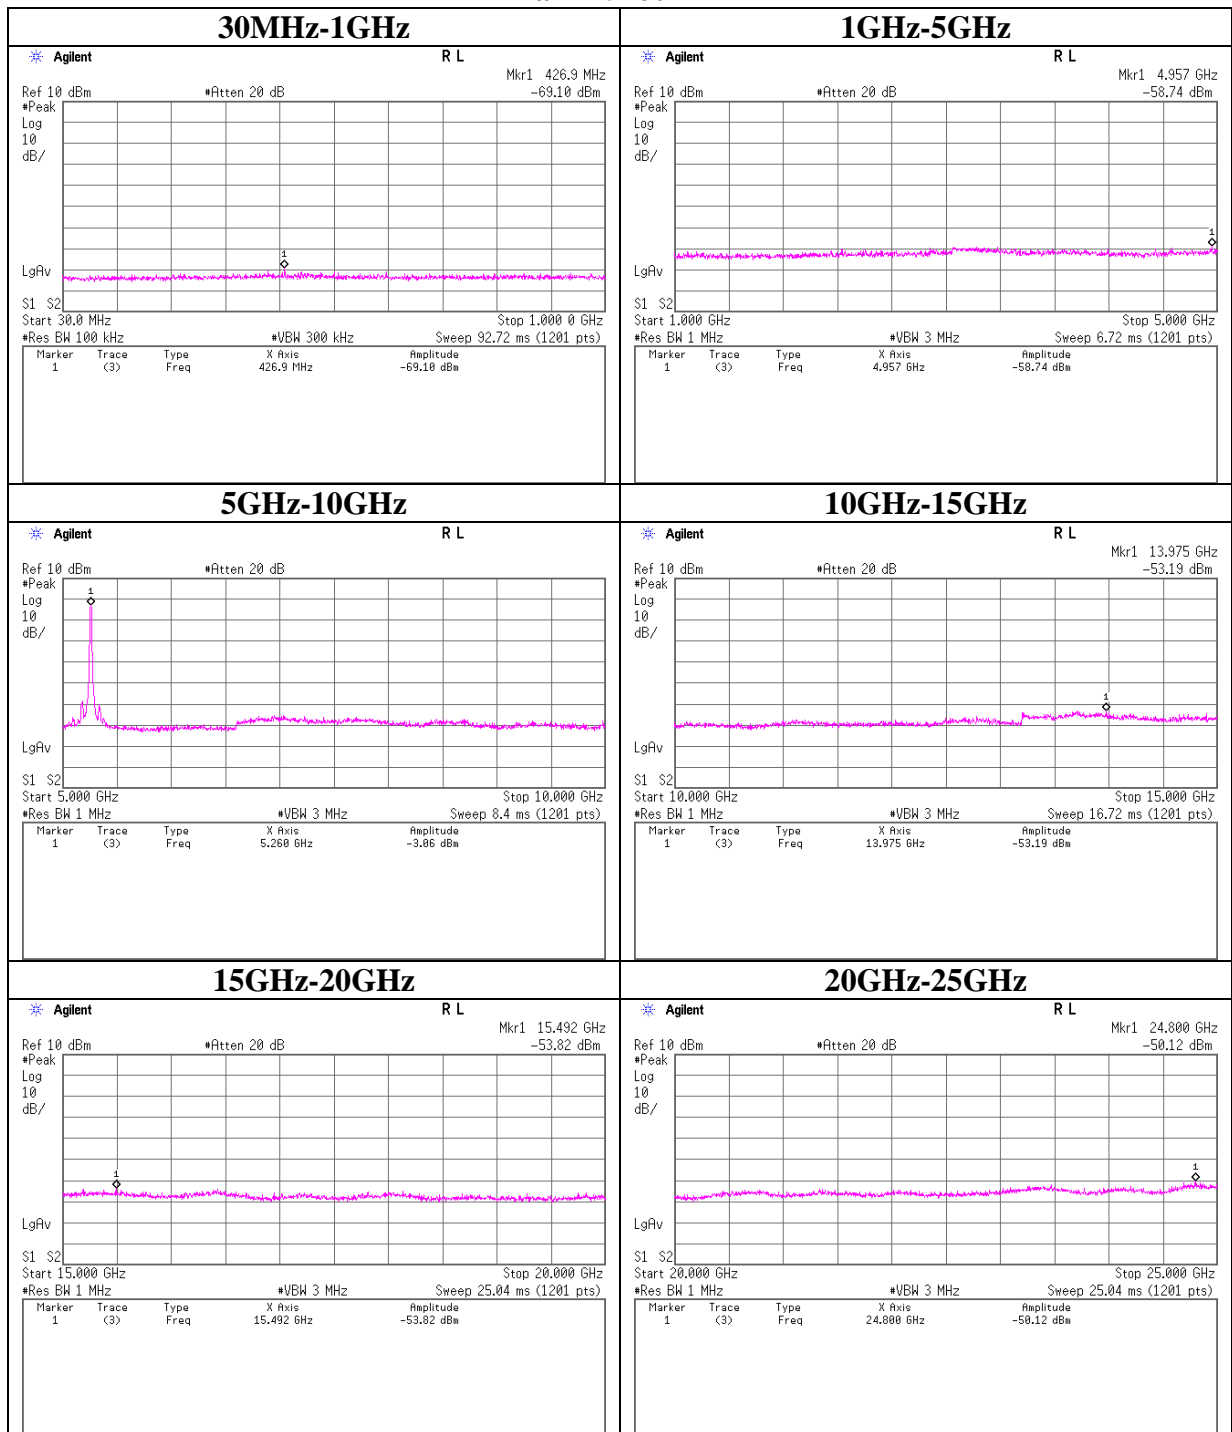 30MHz-1GHz
Agilent R L
Mkr1 426.9 MHz
Ref 10 dBm #Atten 20 dB -69.10 dBm
#Peak
Log
10
dB/
1
LgAv
S1 S2
Start 30.0 MHz Stop 1.000 0 GHz
#Res BW 100 kHz #VBW 300 kHz Sweep 92.72 ms (1201 pts)
Marker Trace Type X Axis Amplitude
1 (3) Freq 426.9 MHz -69.10 dBm
1GHz-5GHz
Agilent R L
Mkr1 4.957 GHz
Ref 10 dBm #Atten 20 dB -58.74 dBm
#Peak
Log
10
dB/
1
LgAv
S1 S2
Start 1.000 GHz Stop 5.000 GHz
#Res BW 1 MHz #VBW 3 MHz Sweep 6.72 ms (1201 pts)
Marker Trace Type X Axis Amplitude
1 (3) Freq 4.957 GHz -58.74 dBm
5GHz-10GHz
Agilent R L
Ref 10 dBm #Atten 20 dB
#Peak
Log
10
dB/
1
LgAv
S1 S2
Start 5.000 GHz Stop 10.000 GHz
#Res BW 1 MHz #VBW 3 MHz Sweep 8.4 ms (1201 pts)
Marker Trace Type X Axis Amplitude
1 (3) Freq 5.260 GHz -3.06 dBm
10GHz-15GHz
Agilent R L
Mkr1 13.975 GHz
Ref 10 dBm #Atten 20 dB -53.19 dBm
#Peak
Log
10
dB/
1
LgAv
S1 S2
Start 10.000 GHz Stop 15.000 GHz
#Res BW 1 MHz #VBW 3 MHz Sweep 16.72 ms (1201 pts)
Marker Trace Type X Axis Amplitude
1 (3) Freq 13.975 GHz -53.19 dBm
15GHz-20GHz
Agilent R L
Mkr1 15.492 GHz
Ref 10 dBm #Atten 20 dB -53.82 dBm
#Peak
Log
10
dB/
1
LgAv
S1 S2
Start 15.000 GHz Stop 20.000 GHz
#Res BW 1 MHz #VBW 3 MHz Sweep 25.04 ms (1201 pts)
Marker Trace Type X Axis Amplitude
1 (3) Freq 15.492 GHz -53.82 dBm
20GHz-25GHz
Agilent R L
Mkr1 24.800 GHz
Ref 10 dBm #Atten 20 dB -50.12 dBm
#Peak
Log
10
dB/
1
LgAv
S1 S2
Start 20.000 GHz Stop 25.000 GHz
#Res BW 1 MHz #VBW 3 MHz Sweep 25.04 ms (1201 pts)
Marker Trace Type X Axis Amplitude
1 (3) Freq 24.800 GHz -50.12 dBm